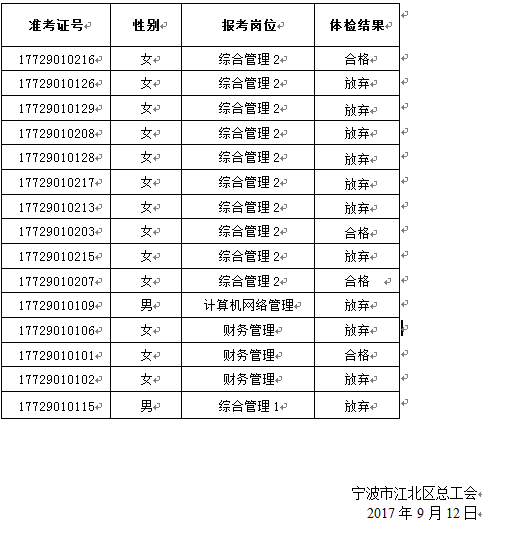 准考证号 性别 报考岗位 体检结果
17729010216 女 综合管理 2 合格
17729010126 女 综合管理 2 放弃
17729010129 女 综合管理 2 放弃
17729010208 女 综合管理 2 放弃
17729010128 女 综合管理 2 放弃
17729010217 女 综合管理 2 放弃
17729010213 女 综合管理 2 放弃
17729010203 女 综合管理 2 合格
17729010215 女 综合管理 2 放弃
17729010207 女 综合管理 2 合格
17729010109 男 计算机网络管理 放弃
17729010106 女 财务管理 放弃
17729010101 女 财务管理 合格
17729010102 女 财务管理 放弃
17729010115 男 综合管理 1 放弃
宁波市江北区总工会
2017 年 9 月 12 日